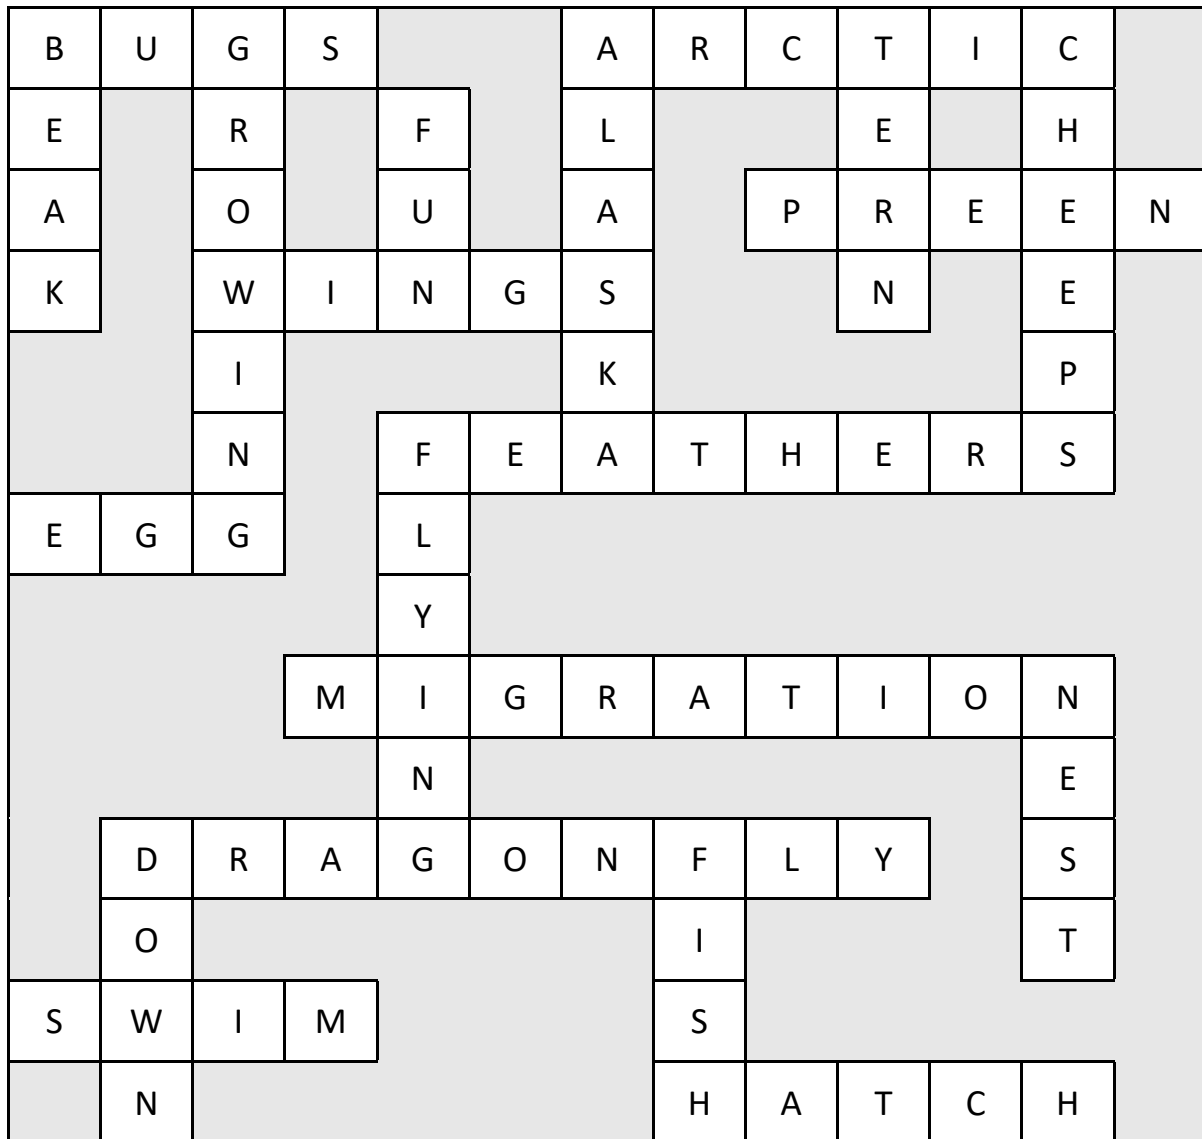 B U G S A R C T I C
E R F L E H
A O U A P R E E N
K W I N G S N E
I K P
N F E A T H E R S
E G G L
Y
M I G R A T I O N
N E
D R A G O N F L Y S
O I T
S W I M S
N H A T C H